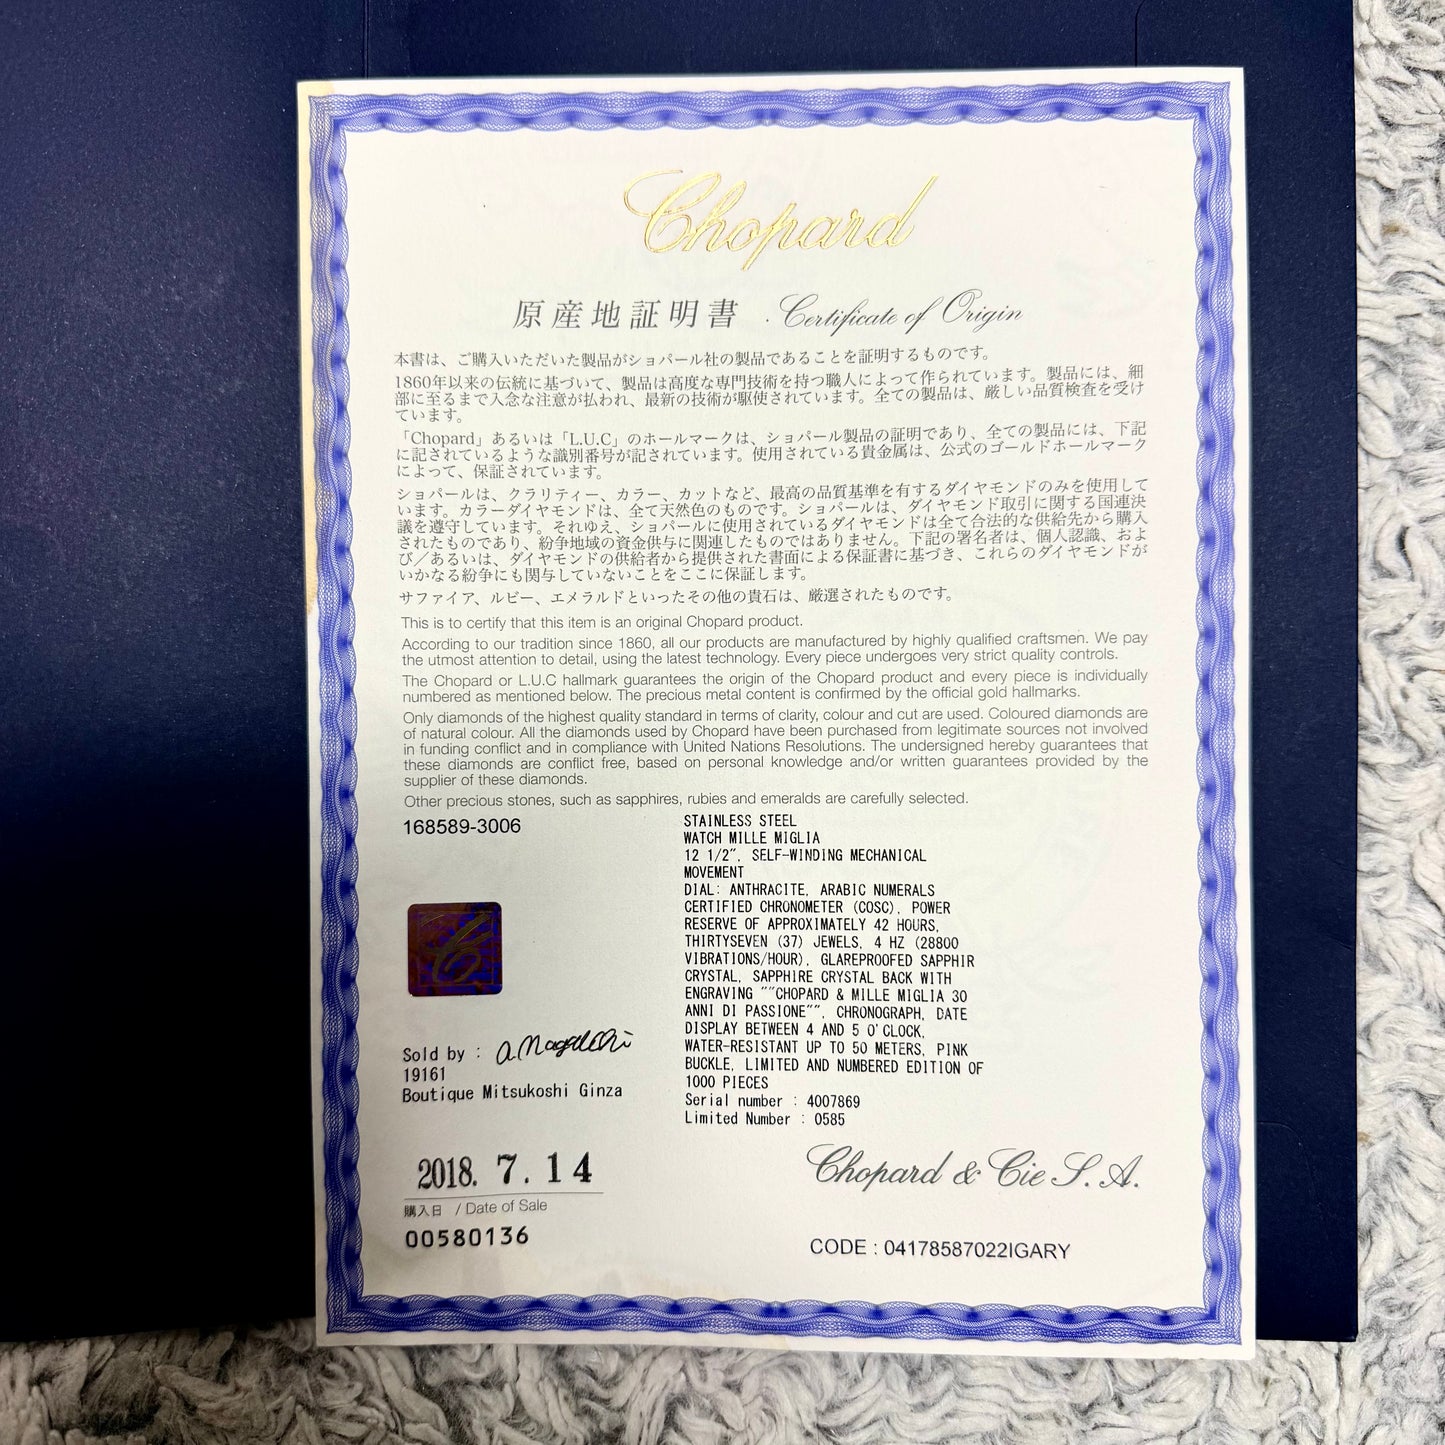 Chopard
原産地証明書 . Certificate of Origin
本書は、ご購入いただいた製品がショパール社の製品であることを証明するものです。
1860年以来の伝統に基づいて、製品は高度な専門技術を持つ職人によって作られています。製品には、細
部に至るまで入念な注意が払われ、最新の技術が駆使されています。全ての製品は、厳しい品質検査を受け
ています。
「Chopard」あるいは「L.U.C」のホールマークは、ショパール製品の証明であり、全ての製品には、下記
に記されているような識別番号が記されています。使用されている貴金属は、公式のゴールドホールマーク
によって、保証されています。
ショパールは、クラリティー、カラー、カットなど、最高の品質基準を有するダイヤモンドのみを使用して
います。カラーダイヤモンドは、全て天然色のものです。ショパールは、ダイヤモンド取引に関する国連決
議を遵守しています。それゆえ、ショパールに使用されているダイヤモンドは全て合法的な供給先から購入
されたものであり、紛争地域の資金供与に関連したものではありません。下記の署名者は、個人認識、およ
び／あるいは、ダイヤモンドの供給者から提供された書面による保証書に基づき、これらのダイヤモンドが
いかなる紛争にも関与していないことをここに保証します。
サファイア、ルビー、エメラルドといったその他の貴石は、厳選されたものです。
This is to certify that this item is an original Chopard product.
According to our tradition since 1860, all our products are manufactured by highly qualified craftsmen. We pay
the utmost attention to detail, using the latest technology. Every piece undergoes very strict quality controls.
The Chopard or L.U.C hallmark guarantees the origin of the Chopard product and every piece is individually
numbered as mentioned below. The precious metal content is confirmed by the official gold hallmarks.
Only diamonds of the highest quality standard in terms of clarity, colour and cut are used. Coloured diamonds are
of natural colour. All the diamonds used by Chopard have been purchased from legitimate sources not involved
in funding conflict and in compliance with United Nations Resolutions. The undersigned hereby guarantees that
these diamonds are conflict free, based on personal knowledge and/or written guarantees provided by the
supplier of these diamonds.
Other precious stones, such as sapphires, rubies and emeralds are carefully selected.
168589-3006
STAINLESS STEEL
WATCH MILLE MIGLIA
12 1/2", SELF-WINDING MECHANICAL
MOVEMENT
DIAL: ANTHRACITE, ARABIC NUMERALS
CERTIFIED CHRONOMETER (COSC), POWER
RESERVE OF APPROXIMATELY 42 HOURS,
THIRTYSEVEN (37) JEWELS, 4 HZ (28800
VIBRATIONS/HOUR), GLAREPROOFED SAPPHIR
CRYSTAL, SAPPHIRE CRYSTAL BACK WITH
ENGRAVING ""CHOPARD & MILLE MIGLIA 30
ANNI DI PASSIONE"", CHRONOGRAPH, DATE
DISPLAY BETWEEN 4 AND 5 O'CLOCK,
WATER-RESISTANT UP TO 50 METERS, PINK
BUCKLE, LIMITED AND NUMBERED EDITION OF
1000 PIECES
Serial number : 4007869
Limited Number : 0585
Sold by :
19161
Boutique Mitsukoshi Ginza
2018. 7. 14
購入日 / Date of Sale
00580136
Chopard & Cie S.A.
CODE : 04178587022IGARY